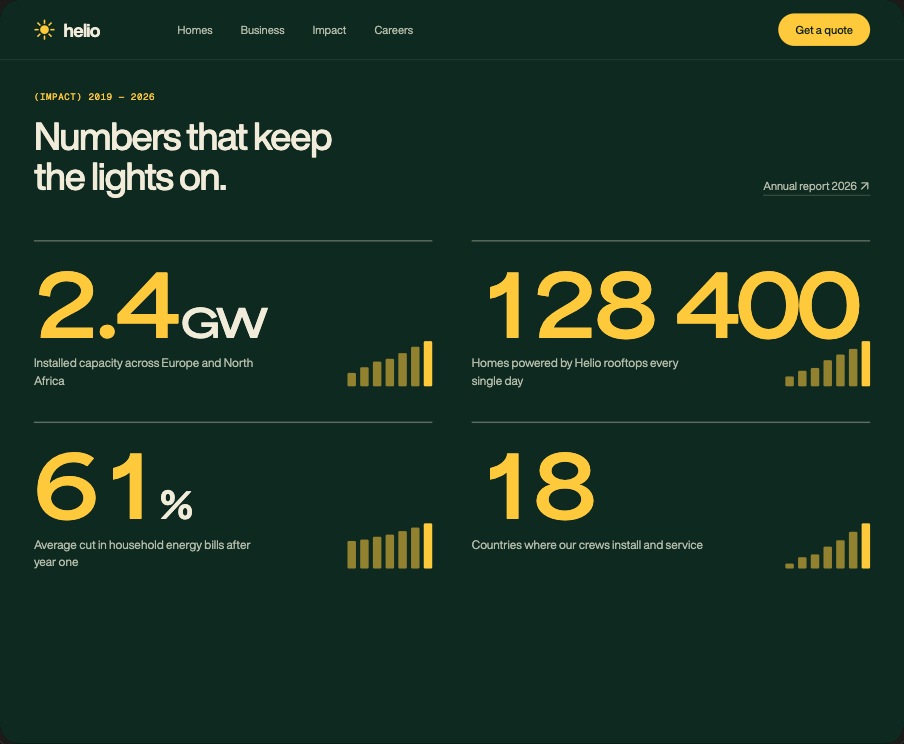 helio
Homes Business Impact Careers
Get a quote
(IMPACT) 2019 — 2026
Numbers that keep
the lights on.
Annual report 2026 ↗
2.4GW
Installed capacity across Europe and North
Africa
128 400
Homes powered by Helio rooftops every
single day
61%
Average cut in household energy bills after
year one
18
Countries where our crews install and service